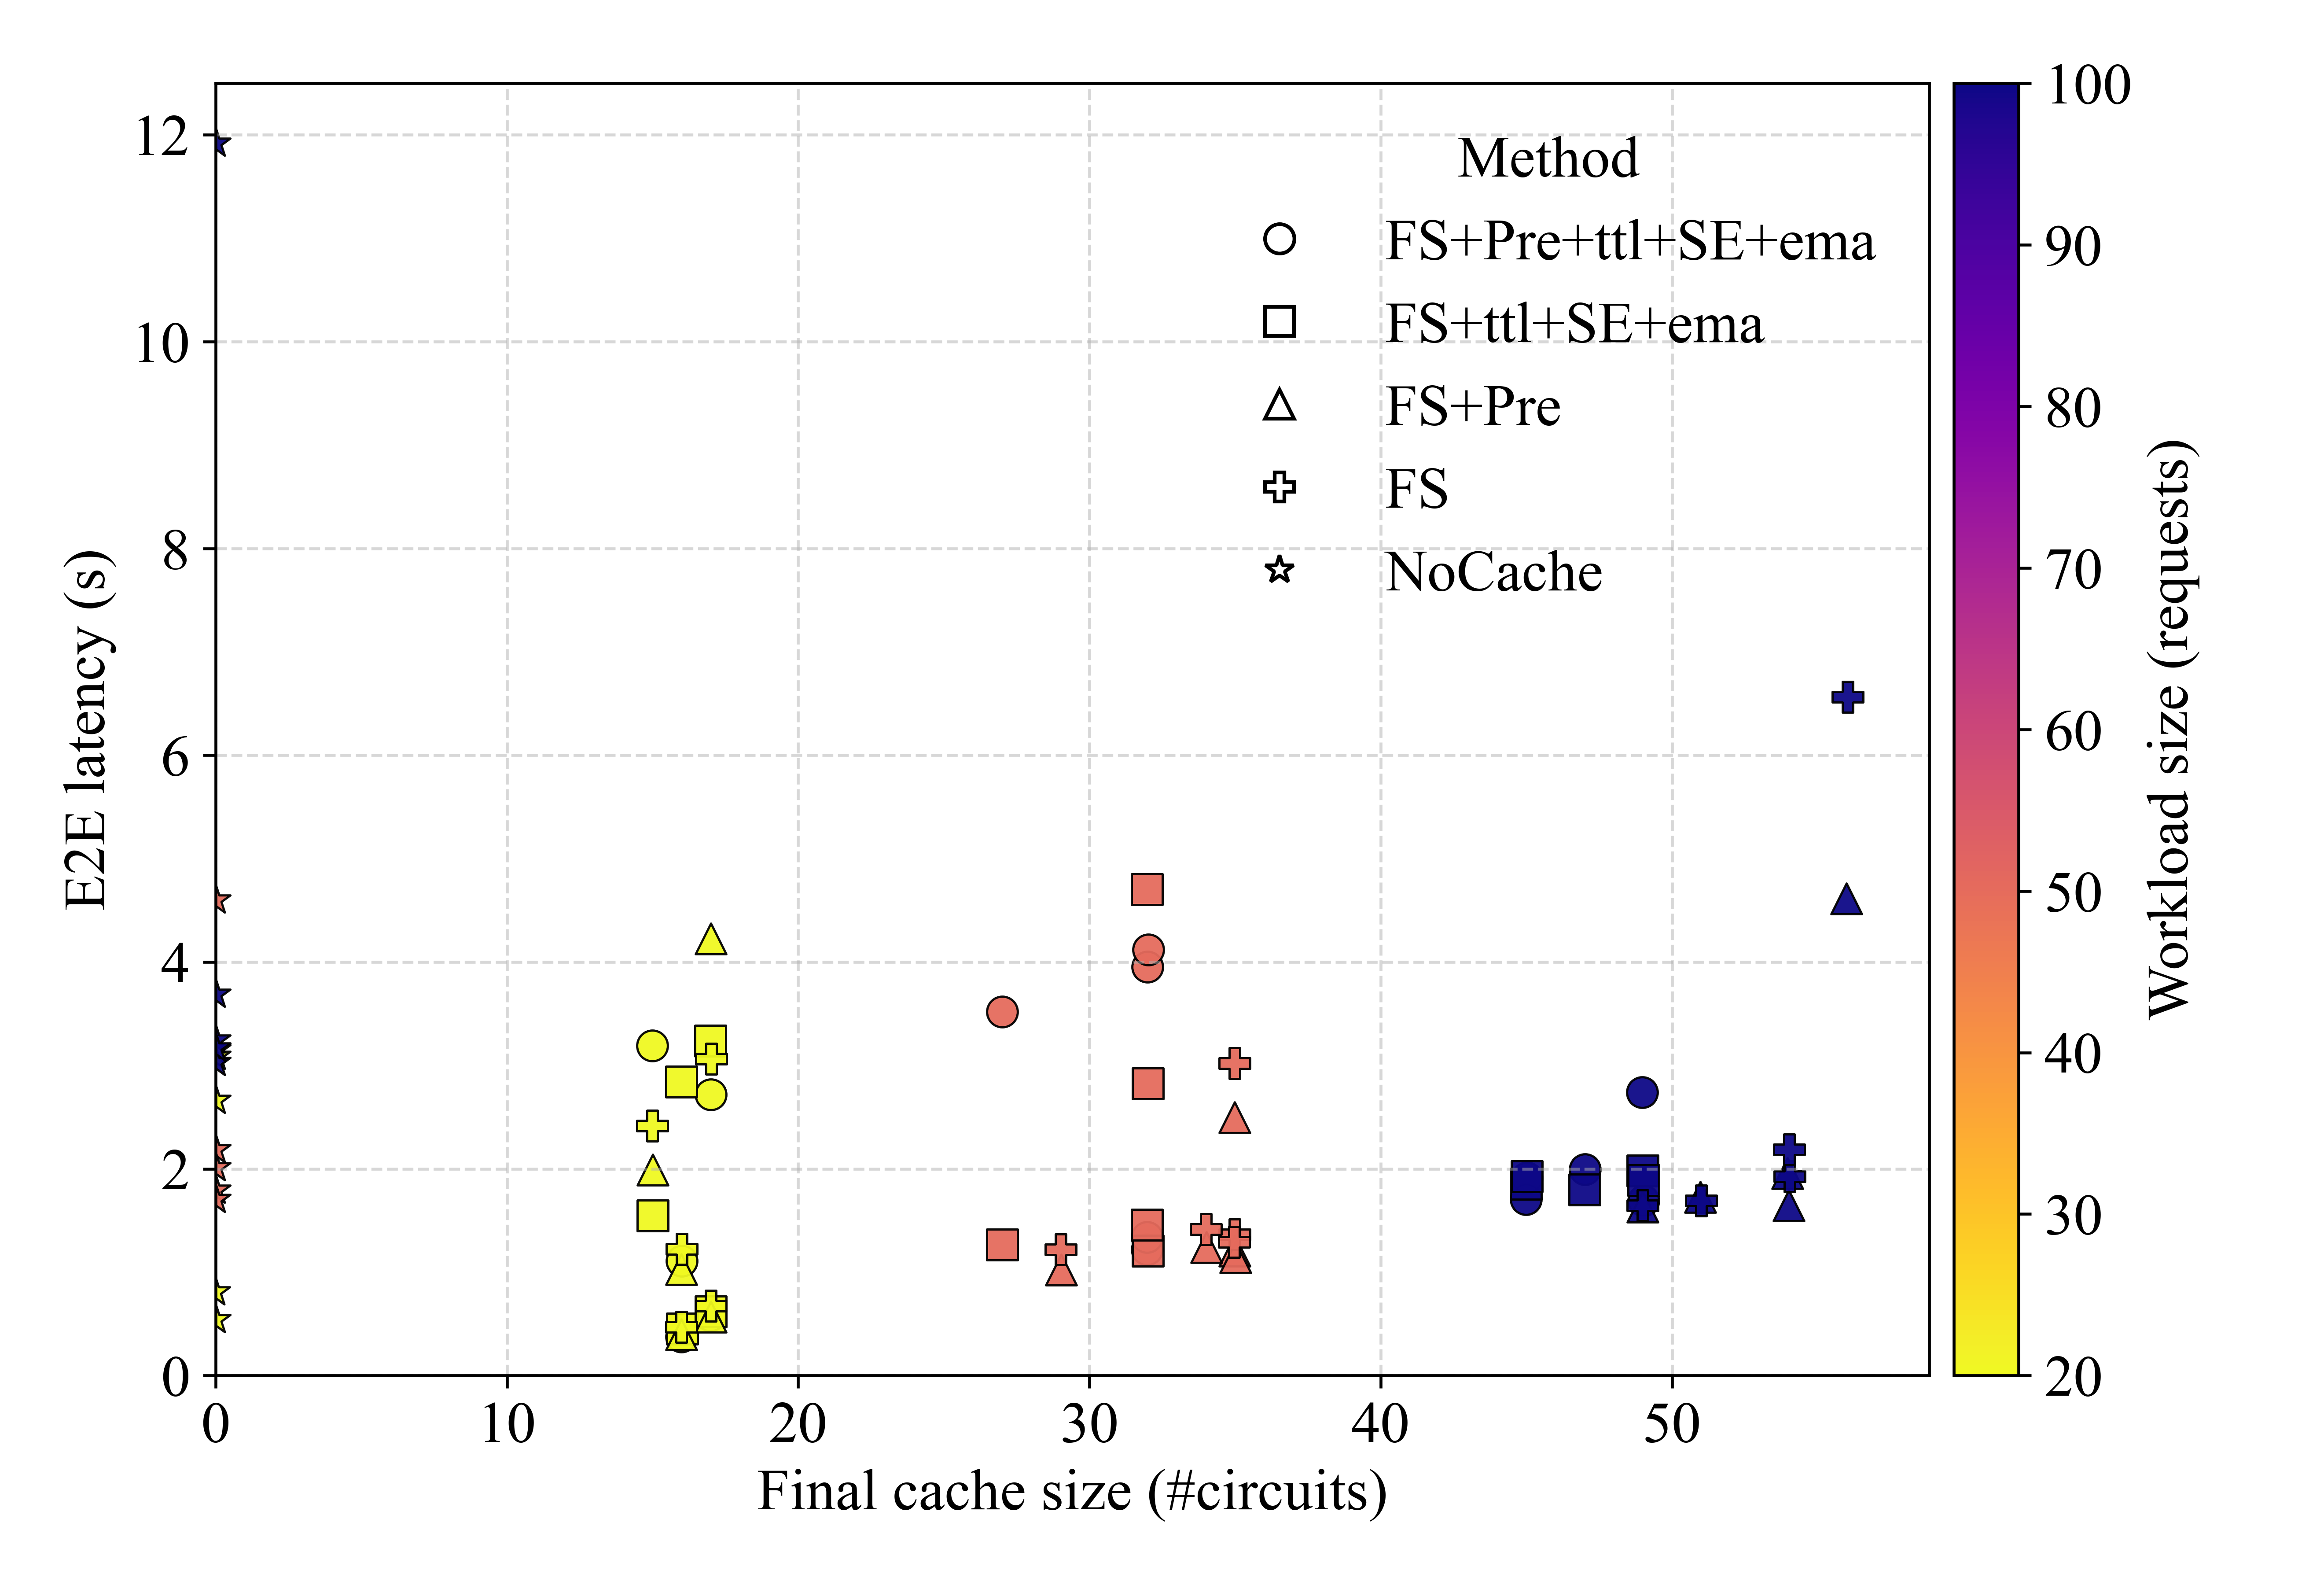 12
10
8
6
4
2
0
E2E latency (s)
0 10 20 30 40 50
Final cache size (#circuits)
Method
FS+Pre+ttl+SE+ema
FS+ttl+SE+ema
FS+Pre
FS
NoCache
100
90
80
70
60
50
40
30
20
Workload size (requests)